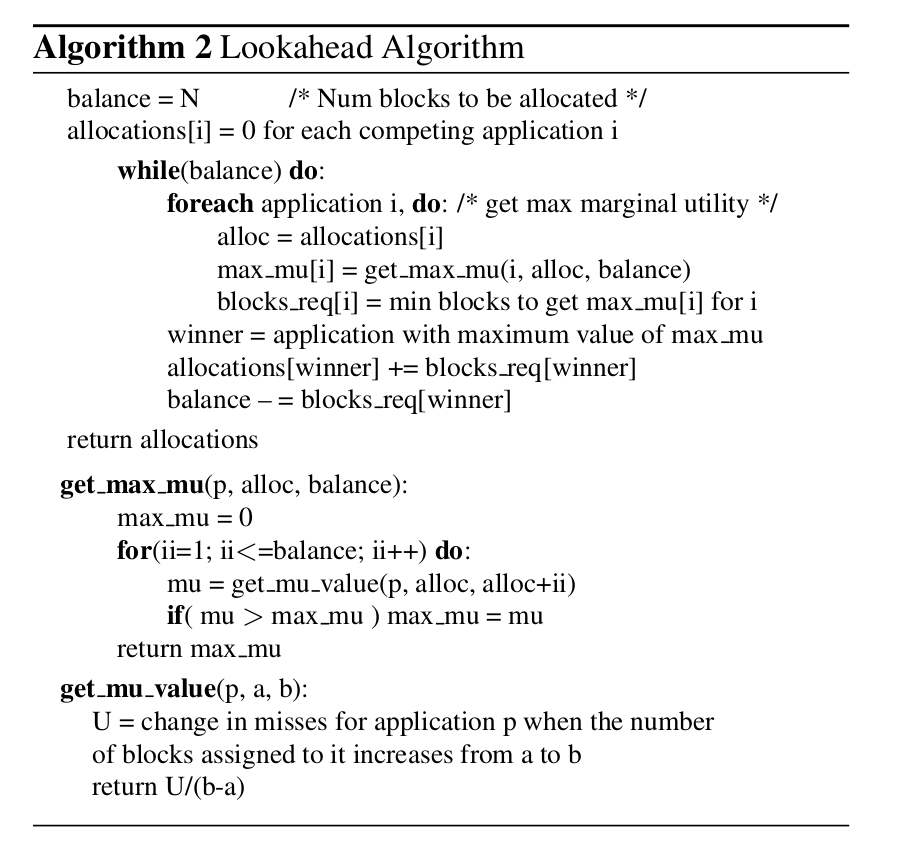 Algorithm 2 Lookahead Algorithm
balance = N /* Num blocks to be allocated */
allocations[i] = 0 for each competing application i
while(balance) do:
foreach application i, do: /* get max marginal utility */
alloc = allocations[i]
max_mu[i] = get_max_mu(i, alloc, balance)
blocks_req[i] = min blocks to get max_mu[i] for i
winner = application with maximum value of max_mu
allocations[winner] += blocks_req[winner]
balance – = blocks_req[winner]
return allocations
get_max_mu(p, alloc, balance):
max_mu = 0
for(ii=1; ii<=balance; ii++) do:
mu = get_mu_value(p, alloc, alloc+ii)
if( mu > max_mu ) max_mu = mu
return max_mu
get_mu_value(p, a, b):
U = change in misses for application p when the number
of blocks assigned to it increases from a to b
return U/(b-a)